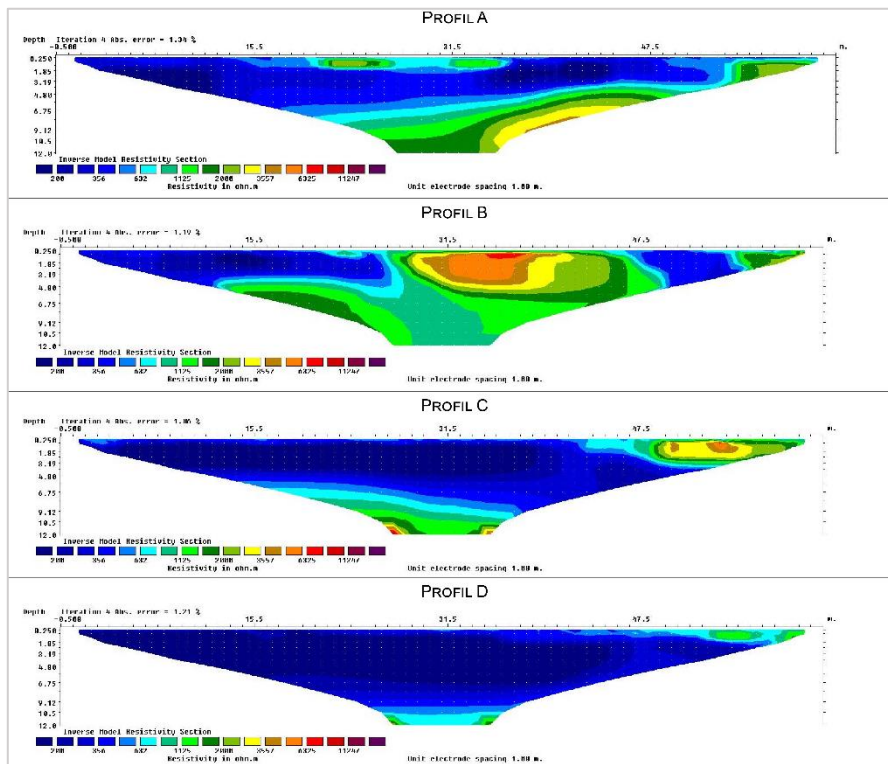 PROFIL A
Depth Iteration 4 Abs. error = 1.34 %
-0.500 15.5 31.5 47.5 m.
0.250
1.85
3.19
4.80
6.75
9.12
10.5
12.0
Inverse Model Resistivity Section
200 356 632 1125 2000 3557 6325 11247
Resistivity in ohm.m Unit electrode spacing 1.00 m.
PROFIL B
Depth Iteration 4 Abs. error = 1.19 %
-0.500 15.5 31.5 47.5 m.
0.250
1.85
3.19
4.80
6.75
9.12
10.5
12.0
Inverse Model Resistivity Section
200 356 632 1125 2000 3557 6325 11247
Resistivity in ohm.m Unit electrode spacing 1.00 m.
PROFIL C
Depth Iteration 4 Abs. error = 1.06 %
-0.500 15.5 31.5 47.5 m.
0.250
1.85
3.19
4.80
6.75
9.12
10.5
12.0
Inverse Model Resistivity Section
200 356 632 1125 2000 3557 6325 11247
Resistivity in ohm.m Unit electrode spacing 1.00 m.
PROFIL D
Depth Iteration 4 Abs. error = 1.21 %
-0.500 15.5 31.5 47.5 m.
0.250
1.85
3.19
4.80
6.75
9.12
10.5
12.0
Inverse Model Resistivity Section
200 356 632 1125 2000 3557 6325 11247
Resistivity in ohm.m Unit electrode spacing 1.00 m.